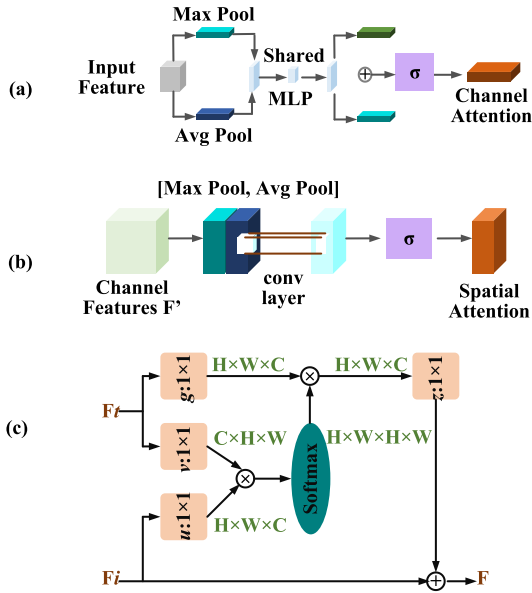 Max Pool
Input
Feature
Shared
MLP
σ
Avg Pool
Channel
Attention
(a)
[Max Pool, Avg Pool]
σ
Channel
Features F’
conv
layer
Spatial
Attention
(b)
H×W×C
H×W×C
g:1×1
z:1×1
Ft
C×H×W
H×W×H×W
v:1×1
Softmax
u:1×1
H×W×C
(c)
Fi
F